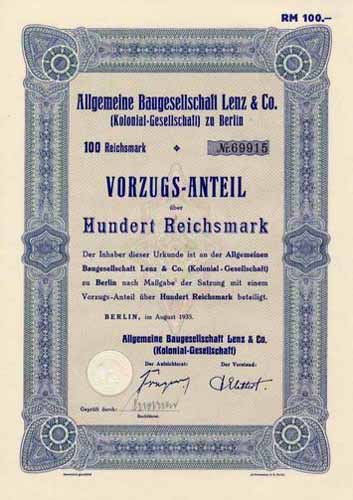 RM 100.—
Allgemeine Baugesellschaft Lenz & Co.
(Kolonial-Gesellschaft) zu Berlin
100 Reichsmark
Nr. 69915
VORZUGS-ANTEIL
über
Hundert Reichsmark
Der Inhaber dieser Urkunde ist an der Allgemeinen
Baugesellschaft Lenz & Co. (Kolonial-Gesellschaft)
zu Berlin nach Maßgabe der Satzung mit einem
Vorzugs-Anteil über Hundert Reichsmark beteiligt.
BERLIN, im August 1935.
Allgemeine Baugesellschaft Lenz & Co.
(Kolonial-Gesellschaft)
Der Aufsichtsrat: Der Vorstand:
Geprüft durch:
Buchhalterei